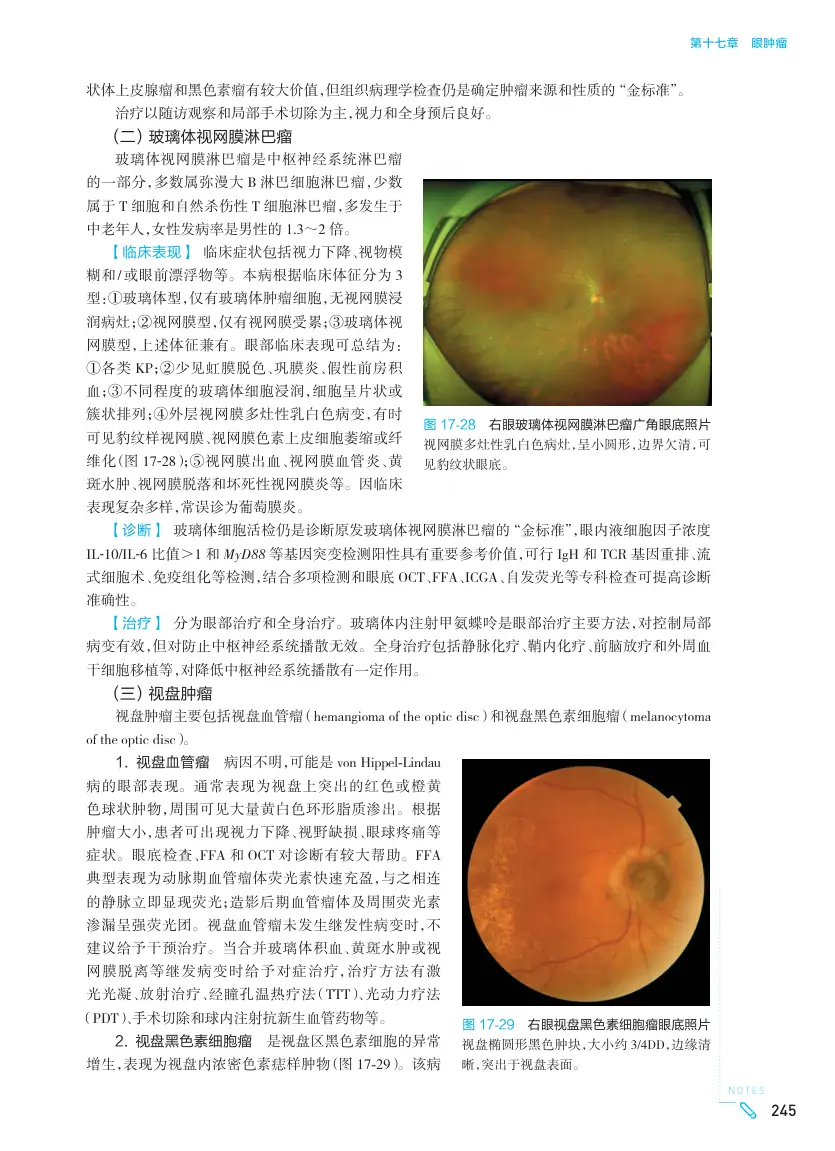 第十七章 眼肿瘤
状体上皮腺瘤和黑色素瘤有较大价值,但组织病理学检查仍是确定肿瘤来源和性质的“金标准”。
治疗以随访观察和局部手术切除为主,视力和全身预后良好。
(二)玻璃体视网膜淋巴瘤
玻璃体视网膜淋巴瘤是中枢神经系统淋巴瘤
的一部分,多数属弥漫大 B 淋巴细胞淋巴瘤,少数
属于 T 细胞和自然杀伤性 T 细胞淋巴瘤,多发生于
中老年人,女性发病率是男性的 1.3～2 倍。
【临床表现】 临床症状包括视力下降、视物模
糊和/或眼前漂浮物等。本病根据临床体征分为 3
型:①玻璃体型,仅有玻璃体肿瘤细胞,无视网膜浸
润病灶;②视网膜型,仅有视网膜受累;③玻璃体视
网膜型,上述体征兼有。眼部临床表现可总结为:
①各类 KP;②少见虹膜脱色、巩膜炎、假性前房积
血;③不同程度的玻璃体细胞浸润,细胞呈片状或
簇状排列;④外层视网膜多灶性乳白色病变,有时
可见豹纹样视网膜、视网膜色素上皮细胞萎缩或纤
维化(图 17-28);⑤视网膜出血、视网膜血管炎、黄
斑水肿、视网膜脱落和坏死性视网膜炎等。因临床
表现复杂多样,常误诊为葡萄膜炎。
图 17-28 右眼玻璃体视网膜淋巴瘤广角眼底照片
视网膜多灶性乳白色病灶,呈小圆形,边界欠清,可
见豹纹状眼底。
【诊断】 玻璃体细胞活检仍是诊断原发玻璃体视网膜淋巴瘤的“金标准”,眼内液细胞因子浓度
IL-10/IL-6 比值＞1 和 MyD88 等基因突变检测阳性具有重要参考价值,可行 IgH 和 TCR 基因重排、流
式细胞术、免疫组化等检测,结合多项检测和眼底 OCT、FFA、ICGA、自发荧光等专科检查可提高诊断
准确性。
【治疗】 分为眼部治疗和全身治疗。玻璃体内注射甲氨蝶呤是眼部治疗主要方法,对控制局部
病变有效,但对防止中枢神经系统播散无效。全身治疗包括静脉化疗、鞘内化疗、前脑放疗和外周血
干细胞移植等,对降低中枢神经系统播散有一定作用。
(三)视盘肿瘤
视盘肿瘤主要包括视盘血管瘤(hemangioma of the optic disc)和视盘黑色素细胞瘤(melanocytoma
of the optic disc)。
1. 视盘血管瘤 病因不明,可能是 von Hippel-Lindau
病的眼部表现。通常表现为视盘上突出的红色或橙黄
色球状肿物,周围可见大量黄白色环形脂质渗出。根据
肿瘤大小,患者可出现视力下降、视野缺损、眼球疼痛等
症状。眼底检查、FFA 和 OCT 对诊断有较大帮助。FFA
典型表现为动脉期血管瘤体荧光素快速充盈,与之相连
的静脉立即显现荧光;造影后期血管瘤体及周围荧光素
渗漏呈强荧光团。视盘血管瘤未发生继发性病变时,不
建议给予干预治疗。当合并玻璃体积血、黄斑水肿或视
网膜脱离等继发病变时给予对症治疗,治疗方法有激
光光凝、放射治疗、经瞳孔温热疗法(TTT)、光动力疗法
(PDT)、手术切除和球内注射抗新生血管药物等。
2. 视盘黑色素细胞瘤 是视盘区黑色素细胞的异常
增生,表现为视盘内浓密色素痣样肿物(图 17-29)。该病
图 17-29 右眼视盘黑色素细胞瘤眼底照片
视盘椭圆形黑色肿块,大小约 3/4DD,边缘清
晰,突出于视盘表面。
NOTES
245